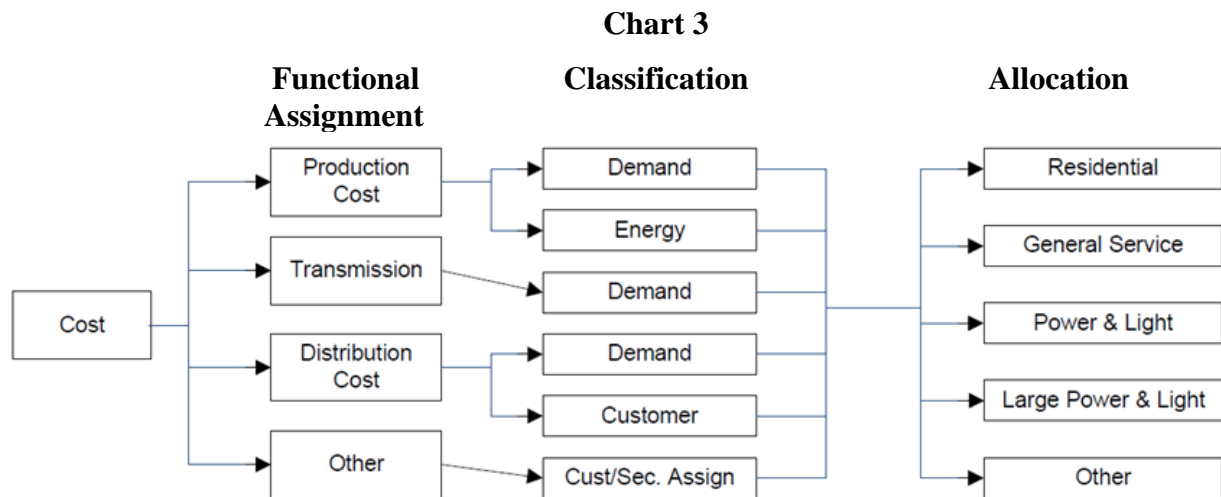 Chart 3
Functional
Assignment
Classification
Allocation
Cost
Production
Cost
Transmission
Distribution
Cost
Other
Demand
Energy
Demand
Demand
Customer
Cust/Sec. Assign
Residential
General Service
Power & Light
Large Power & Light
Other